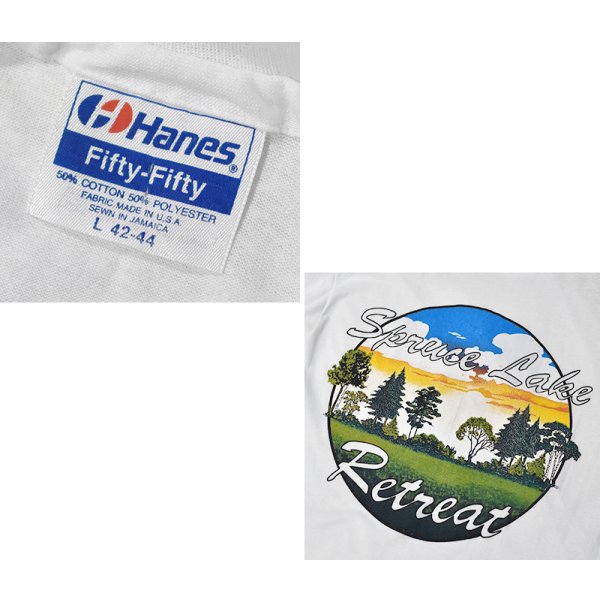 Hanes®
Fifty-Fifty
50% COTTON 50% POLYESTER
FABRIC MADE IN U.S.A.
SEWN IN JAMAICA
L 42-44
Spruce Lake
Retreat